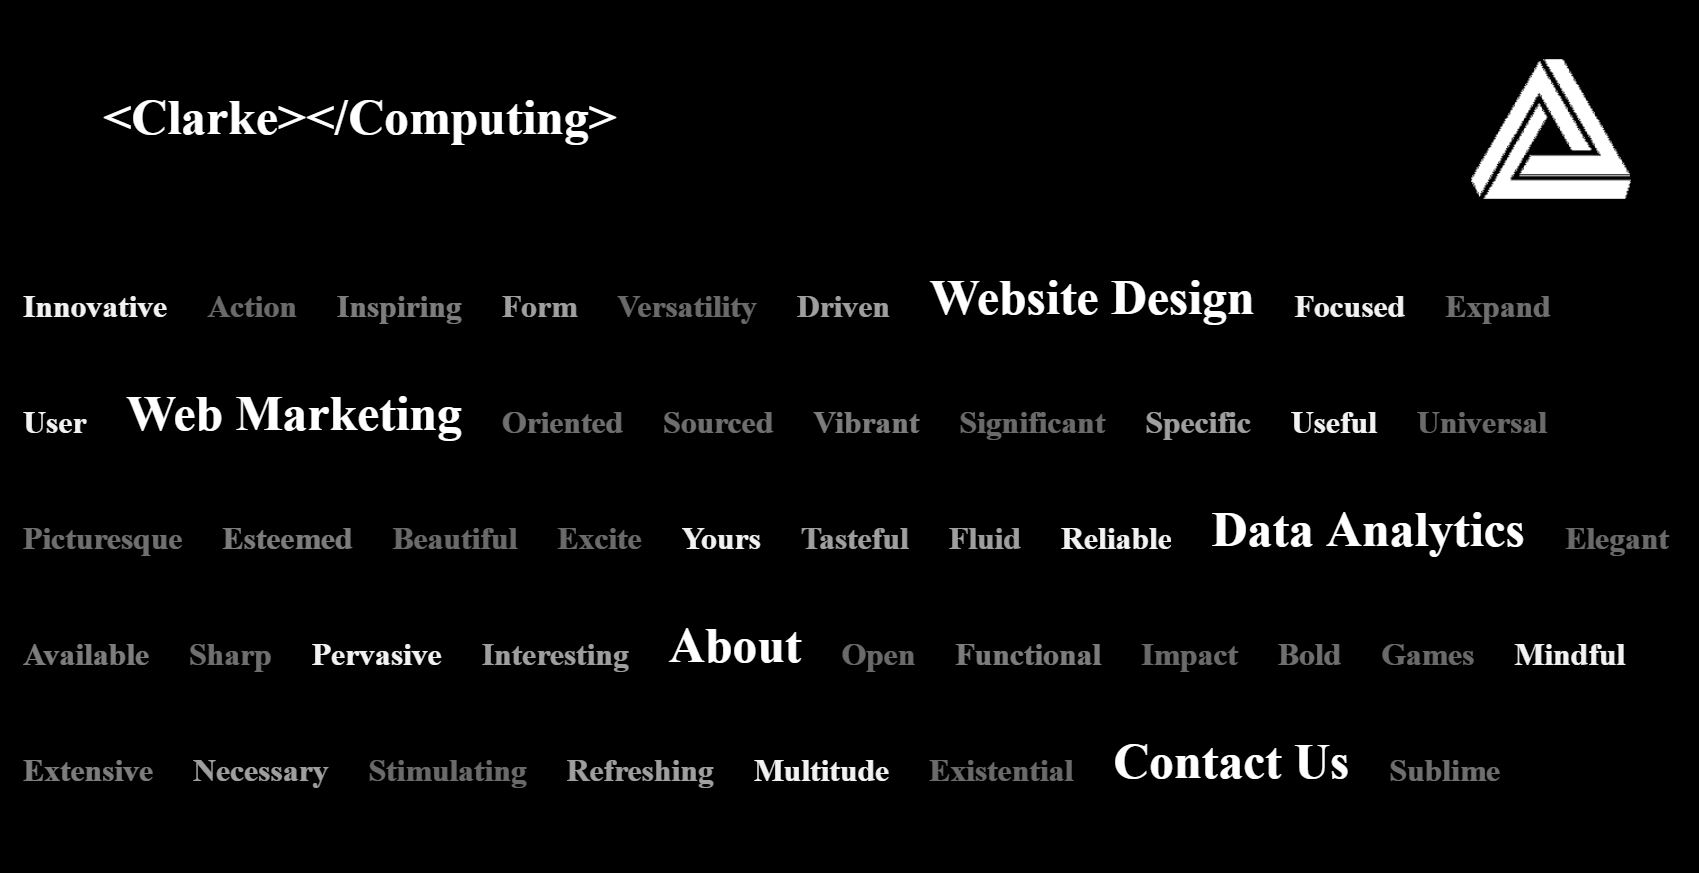 <Clarke></Computing>
Innovative Action Inspiring Form Versatility Driven Website Design Focused Expand
User Web Marketing Oriented Sourced Vibrant Significant Specific Useful Universal
Picturesque Esteemed Beautiful Excite Yours Tasteful Fluid Reliable Data Analytics Elegant
Available Sharp Pervasive Interesting About Open Functional Impact Bold Games Mindful
Extensive Necessary Stimulating Refreshing Multitude Existential Contact Us Sublime